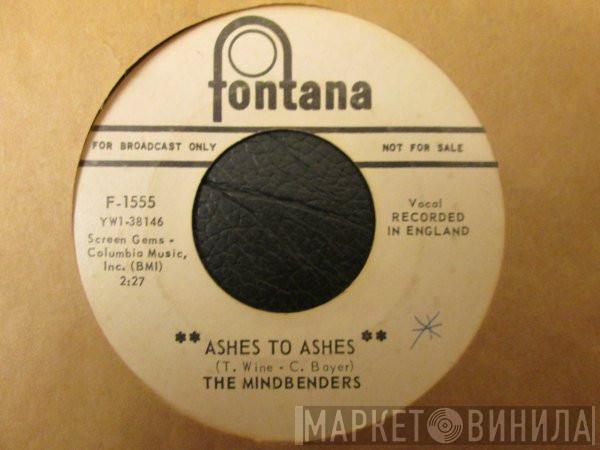 fontana
FOR BROADCAST ONLY
NOT FOR SALE
F-1555
YW1-38146
Screen Gems -
Columbia Music,
Inc. (BMI)
2:27
Vocal
RECORDED
IN ENGLAND
** ASHES TO ASHES **
(T. Wine - C. Bayer)
THE MINDBENDERS
МАРКЕТ ВИНИЛА